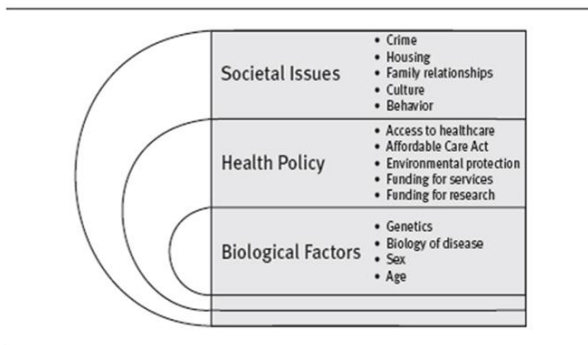 Societal Issues
• Crime
• Housing
• Family relationships
• Culture
• Behavior
Health Policy
• Access to healthcare
• Affordable Care Act
• Environmental protection
• Funding for services
• Funding for research
Biological Factors
• Genetics
• Biology of disease
• Sex
• Age